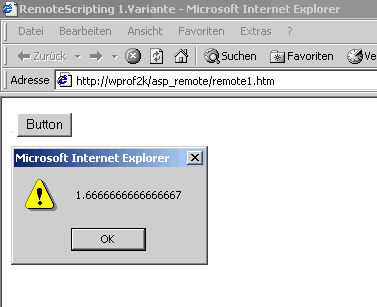 RemoteScripting 1.Variante - Microsoft Internet Explorer
Datei Bearbeiten Ansicht Favoriten Extras ?
Zurück Suchen Favoriten
Adresse http://wprof2k/asp_remote/remote1.htm
Button
Microsoft Internet Explorer
1.6666666666666667
OK